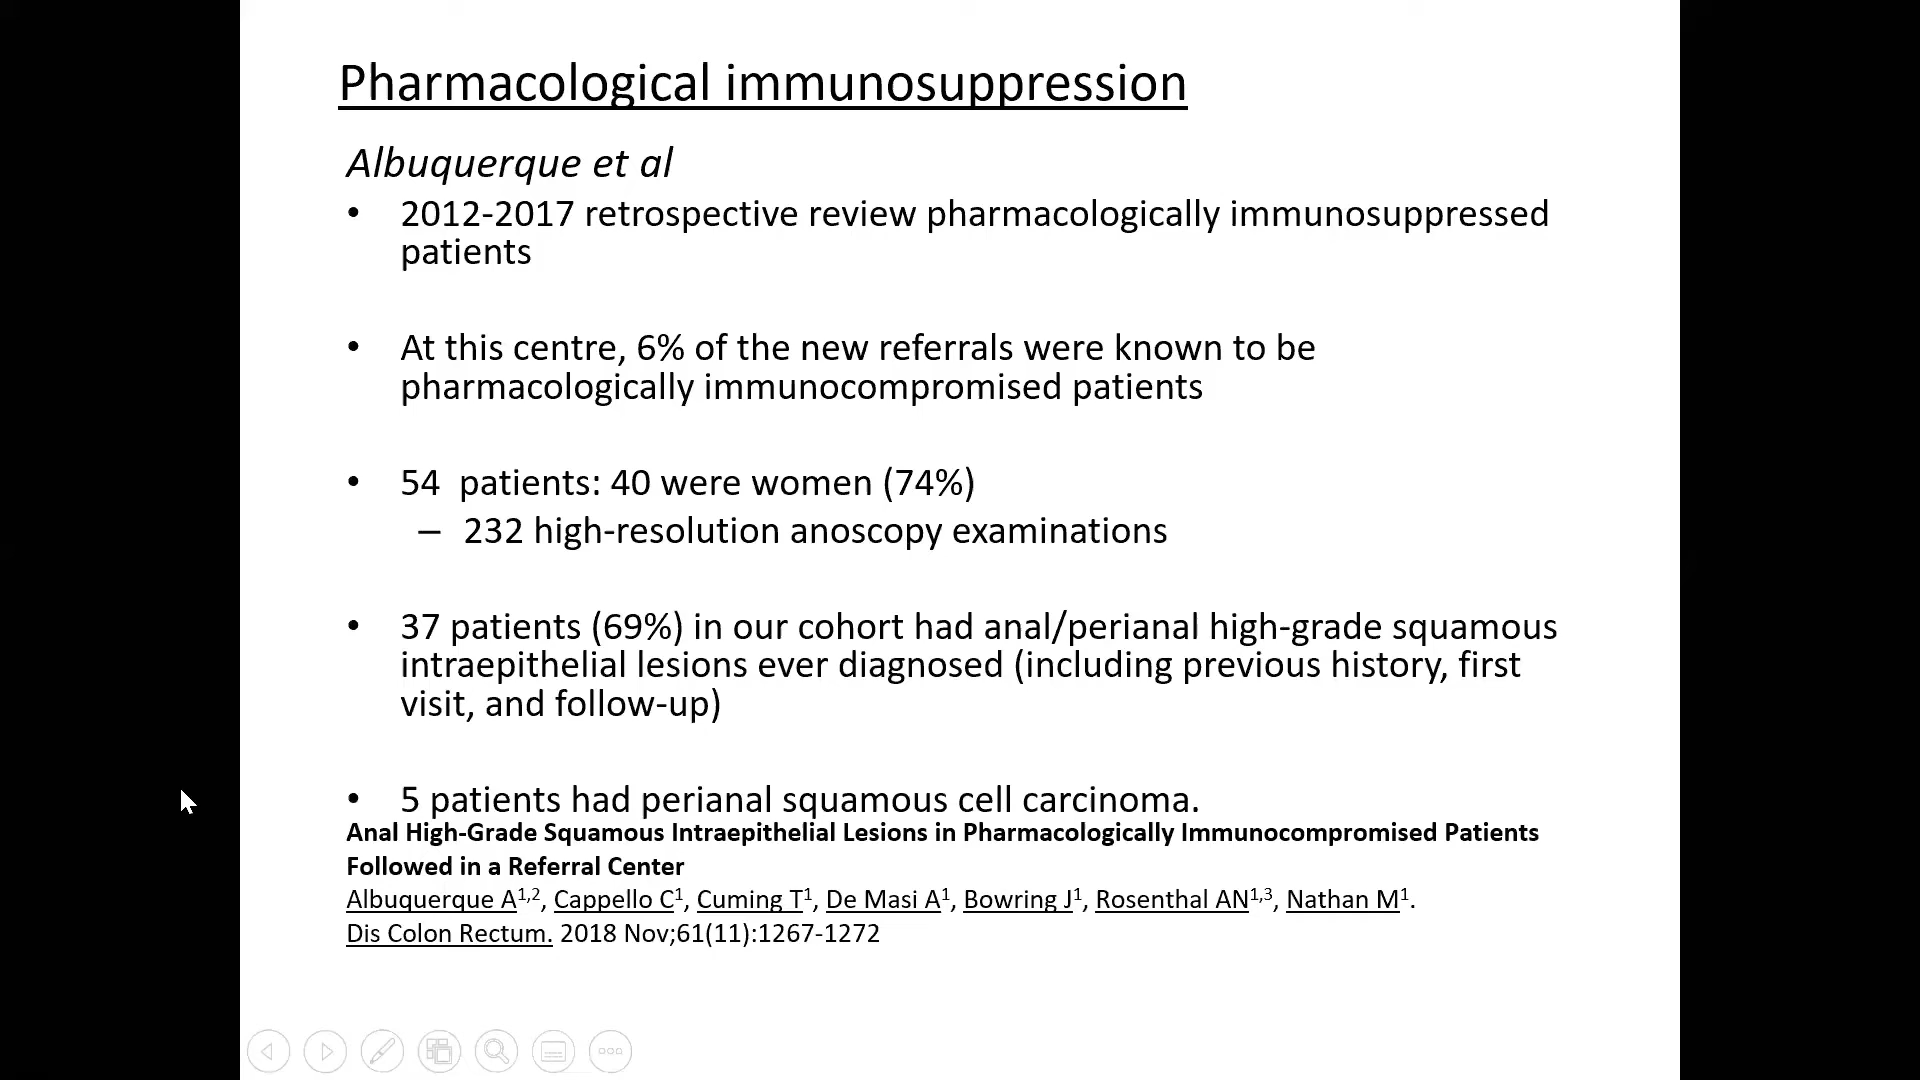 Pharmacological immunosuppression
Albuquerque et al
• 2012-2017 retrospective review pharmacologically immunosuppressed
patients
• At this centre, 6% of the new referrals were known to be
pharmacologically immunocompromised patients
• 54 patients: 40 were women (74%)
– 232 high-resolution anoscopy examinations
• 37 patients (69%) in our cohort had anal/perianal high-grade squamous
intraepithelial lesions ever diagnosed (including previous history, first
visit, and follow-up)
• 5 patients had perianal squamous cell carcinoma.
Anal High-Grade Squamous Intraepithelial Lesions in Pharmacologically Immunocompromised Patients
Followed in a Referral Center
Albuquerque A1,2, Cappello C1, Cuming T1, De Masi A1, Bowring J1, Rosenthal AN1,3, Nathan M1.
Dis Colon Rectum. 2018 Nov;61(11):1267-1272